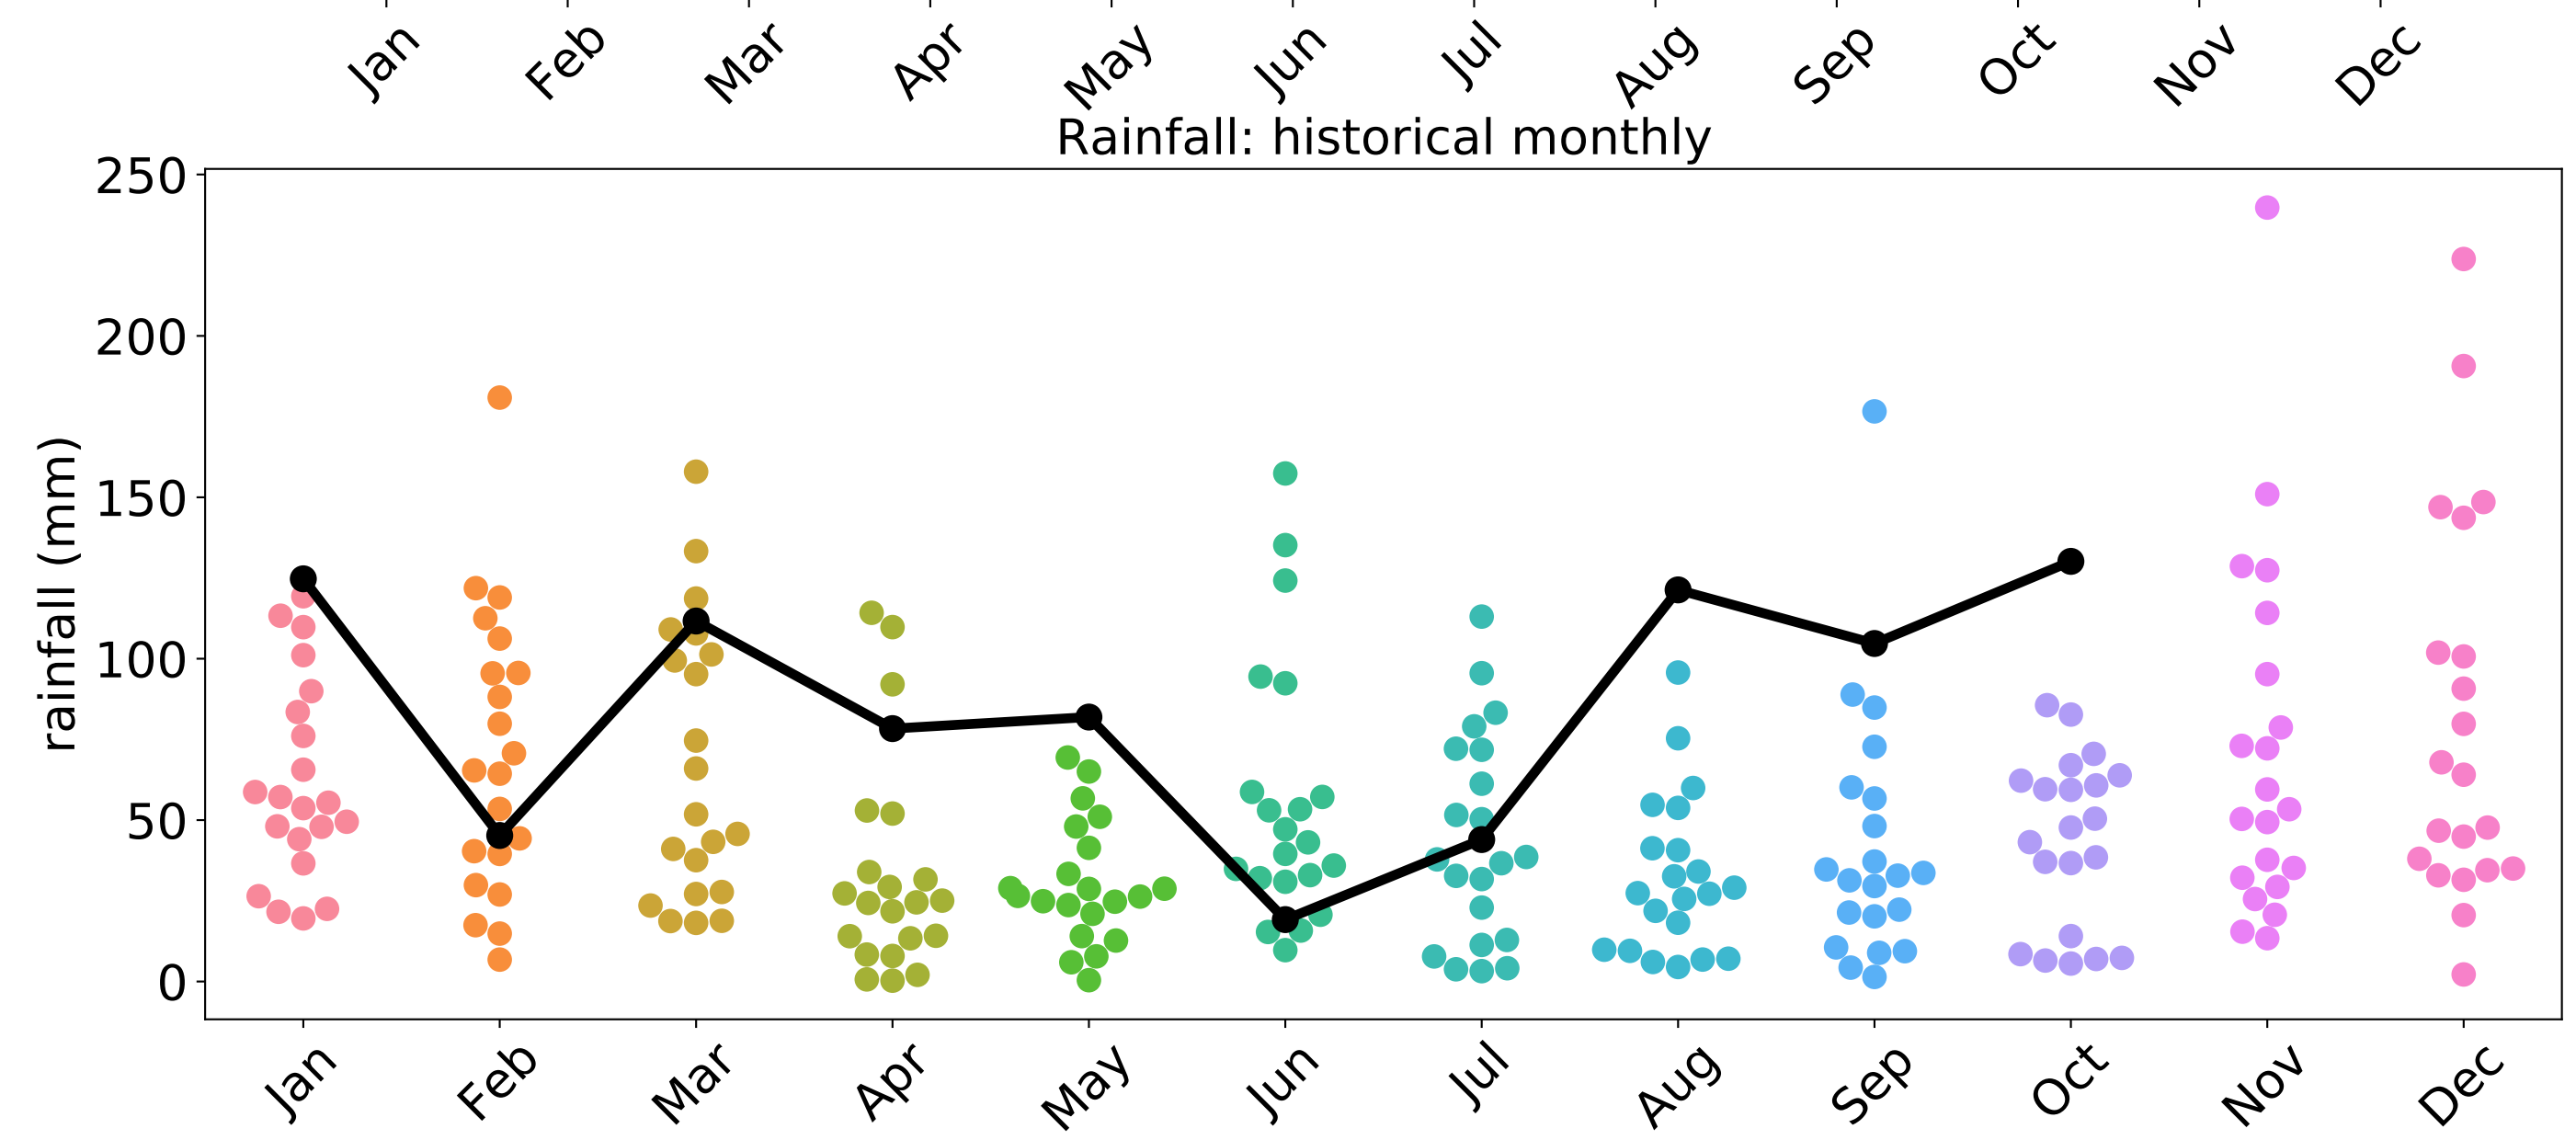 Jan Feb Mar Apr May Jun Jul Aug Sep Oct Nov Dec
Rainfall: historical monthly
250
200
150
100
50
0
rainfall (mm)
Jan Feb Mar Apr May Jun Jul Aug Sep Oct Nov Dec